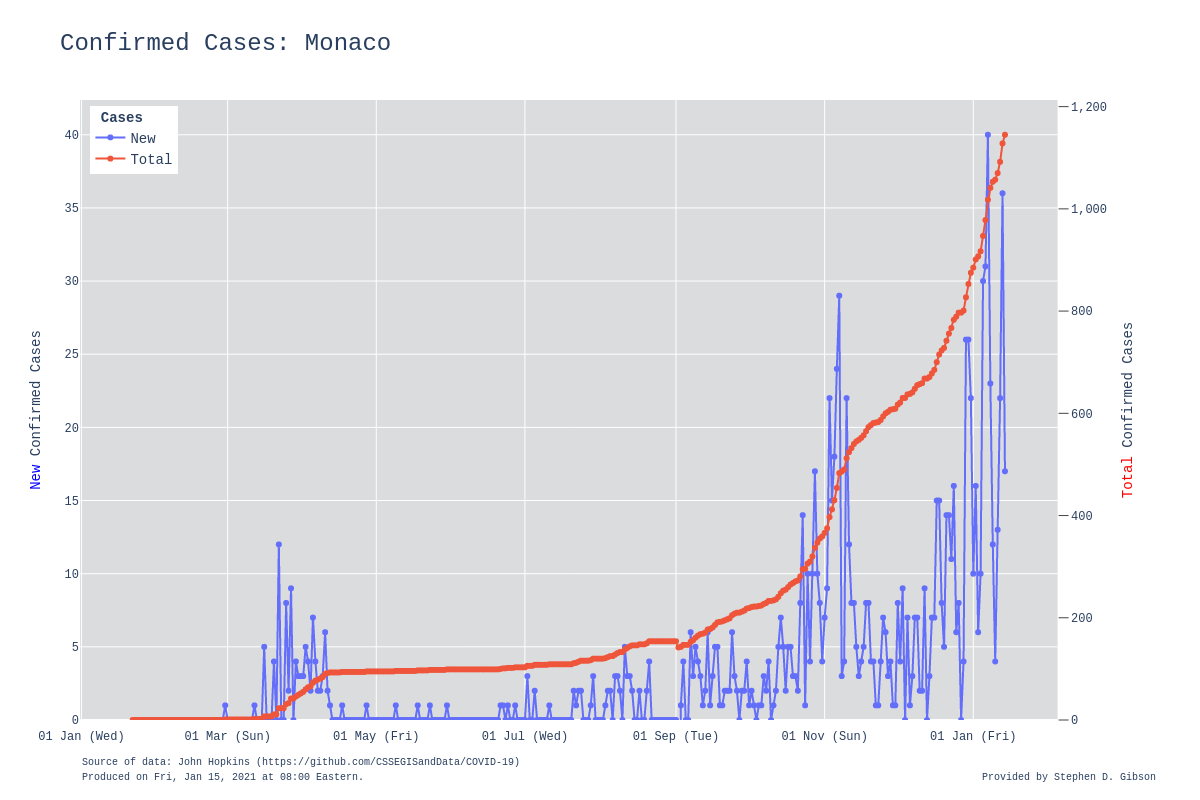 Confirmed Cases: Monaco
Cases
New
Total
40
35
30
25
20
15
10
5
0
1,200
1,000
800
600
400
200
0
New Confirmed Cases
Total Confirmed Cases
01 Jan (Wed) 01 Mar (Sun) 01 May (Fri) 01 Jul (Wed) 01 Sep (Tue) 01 Nov (Sun) 01 Jan (Fri)
Source of data: John Hopkins (https://github.com/CSSEGISandData/COVID-19)
Produced on Fri, Jan 15, 2021 at 08:00 Eastern.
Provided by Stephen D. Gibson